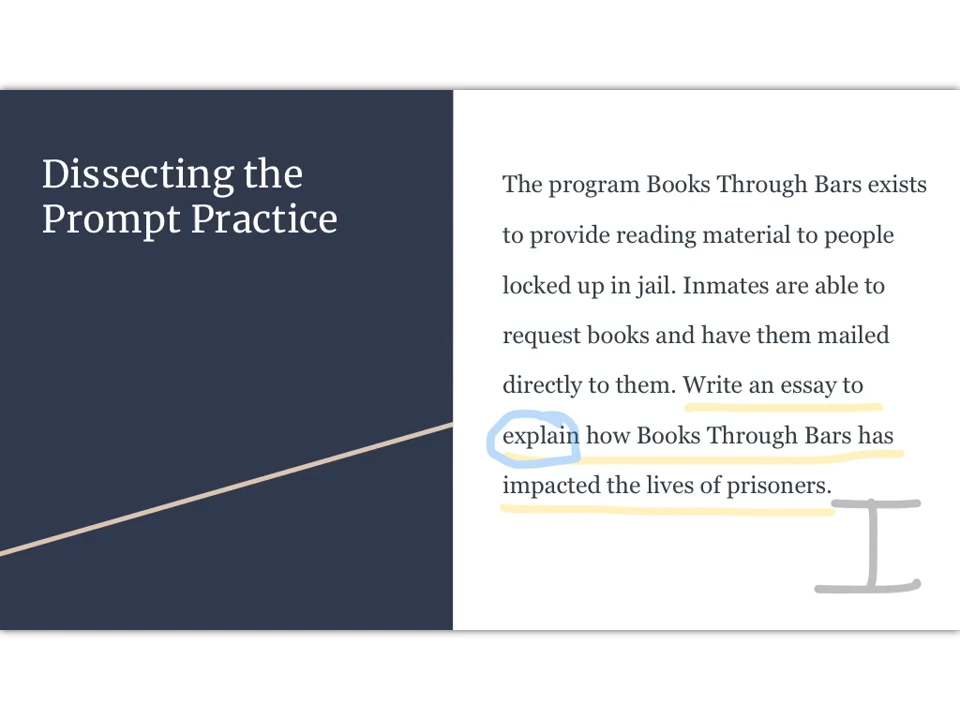 Dissecting the
Prompt Practice
The program Books Through Bars exists
to provide reading material to people
locked up in jail. Inmates are able to
request books and have them mailed
directly to them. Write an essay to
explain how Books Through Bars has
impacted the lives of prisoners.
I